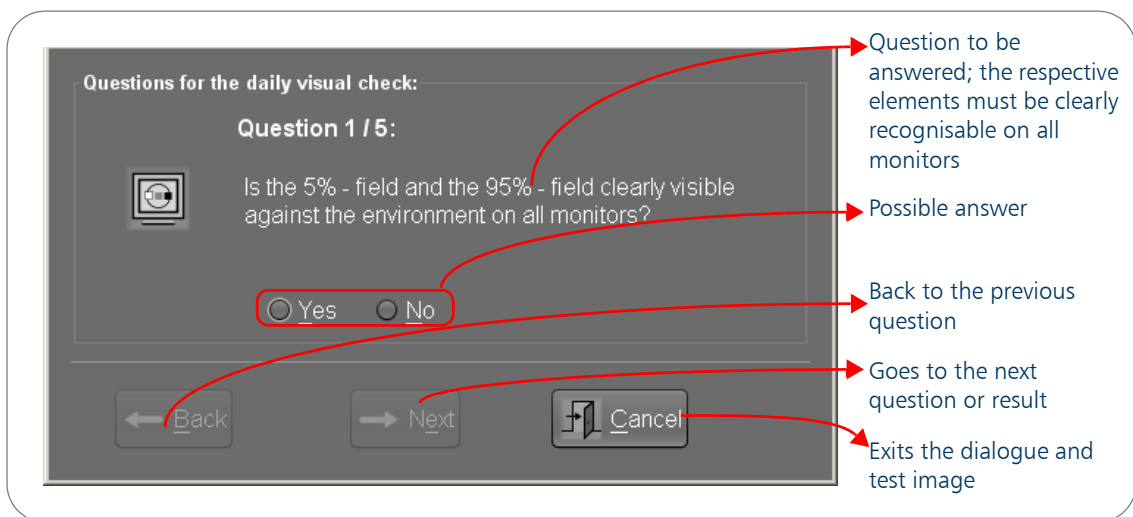 Questions for the daily visual check:
Question 1 / 5:
Is the 5% - field and the 95% - field clearly visible
against the environment on all monitors?
Yes No
Back Next Cancel
Question to be
answered; the respective
elements must be clearly
recognisable on all
monitors
Possible answer
Back to the previous
question
Goes to the next
question or result
Exits the dialogue and
test image